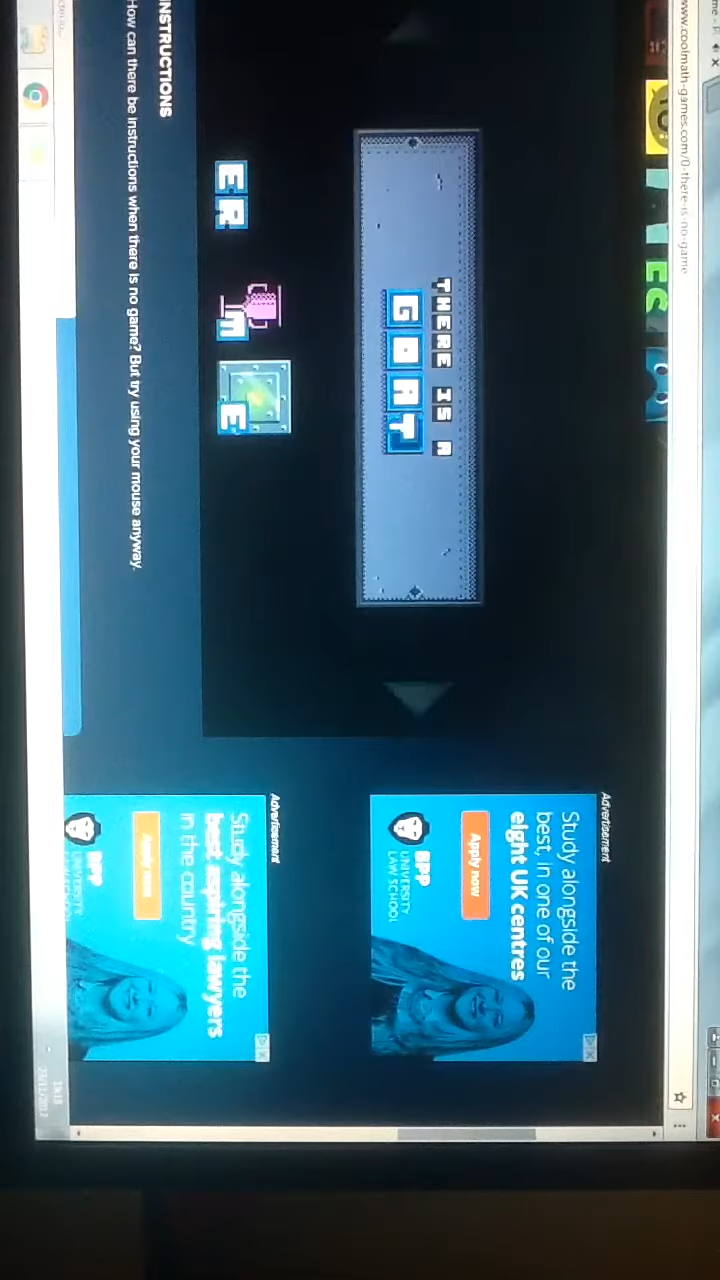 www.coolmath-games.com/0-there-is-no-game
THERE IS A
GOAT
ER
M
E
INSTRUCTIONS
How can there be instructions when there is no game? But try using your mouse anyway.
Advertisement
Study alongside the
best, in one of our
eight UK centres
Apply now
BPP
UNIVERSITY
LAW SCHOOL
Advertisement
Study alongside the
best aspiring lawyers
in the country
Apply now
BPP
UNIVERSITY